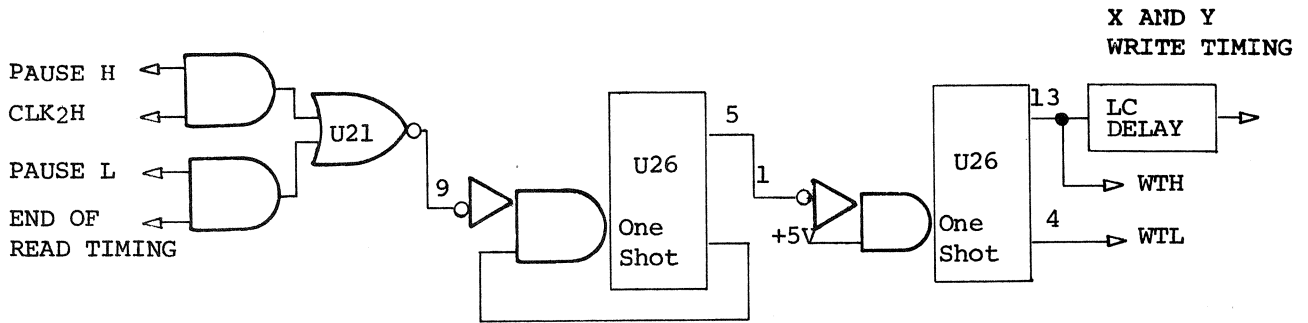 X AND Y
WRITE TIMING
PAUSE H
CLK2H
U21
PAUSE L
END OF
READ TIMING
9
U26
One
Shot
5
1
+5V
U26
One
Shot
13
LC
DELAY
WTH
4
WTL